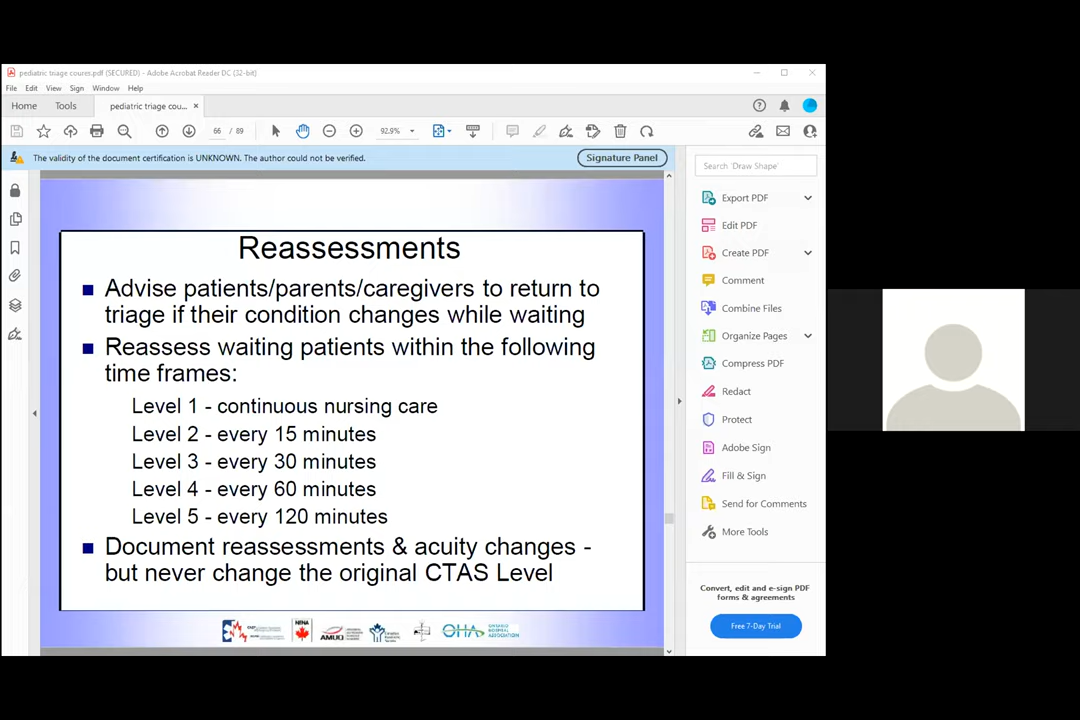 pediatric triage coures.pdf (SECURED) - Adobe Acrobat Reader DC (32-bit)
File Edit View Sign Window Help
Home Tools pediatric triage cou... ×
66 / 89 92.9%
The validity of the document certification is UNKNOWN. The author could not be verified.
Signature Panel
Reassessments
■ Advise patients/parents/caregivers to return to
triage if their condition changes while waiting
■ Reassess waiting patients within the following
time frames:
Level 1 - continuous nursing care
Level 2 - every 15 minutes
Level 3 - every 30 minutes
Level 4 - every 60 minutes
Level 5 - every 120 minutes
■ Document reassessments & acuity changes -
but never change the original CTAS Level
NENA AMUQ OHA ONTARIO
HOSPITAL
ASSOCIATION
Search 'Draw Shape'
Export PDF
Edit PDF
Create PDF
Comment
Combine Files
Organize Pages
Compress PDF
Redact
Protect
Adobe Sign
Fill & Sign
Send for Comments
More Tools
Convert, edit and e-sign PDF
forms & agreements
Free 7-Day Trial